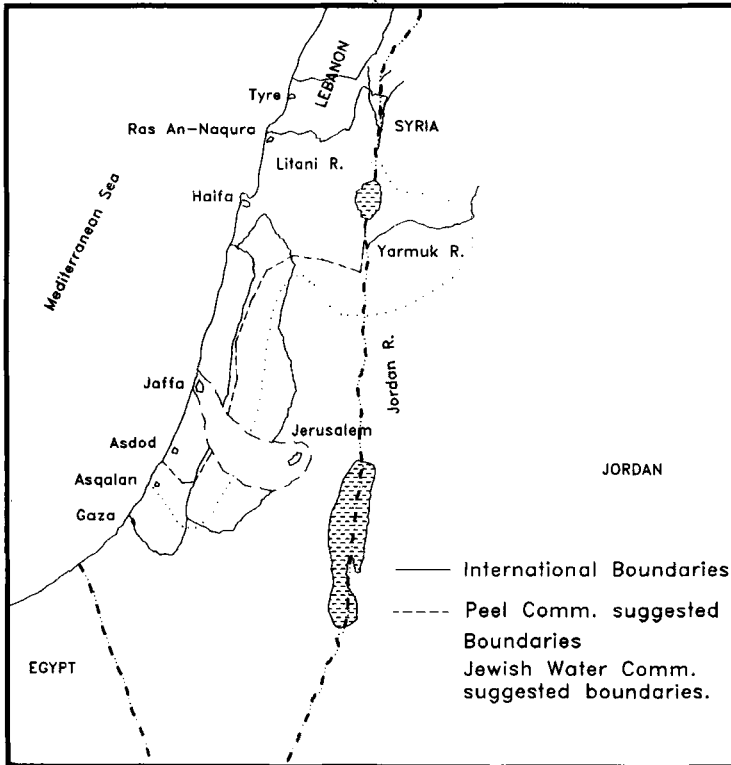 LEBANON
Tyre
SYRIA
Ras An-Naqura
Litani R.
Haifa
Mediterranean Sea
Yarmuk R.
Jordan R.
Jaffa
Jerusalem
Asdod
Asqalan
JORDAN
Gaza
International Boundaries
Peel Comm. suggested
Boundaries
EGYPT
Jewish Water Comm.
suggested boundaries.